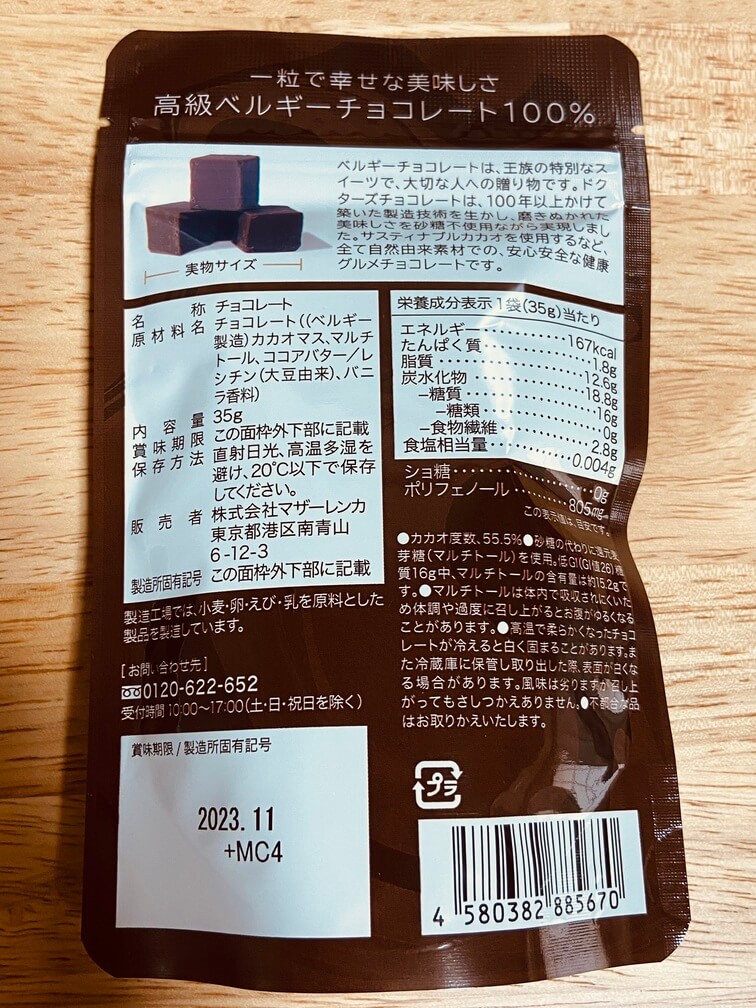 一粒で幸せな美味しさ
高級ベルギーチョコレート100%
ベルギーチョコレートは、王族の特別なス
イーツで、大切な人への贈り物です。ドク
ターズチョコレートは、100年以上かけて
築いた製造技術を生かし、磨きぬかれた
美味しさを砂糖不使用ながら実現しまし
た。サスティナブルカカオを使用するなど、
全て自然由来素材での、安心安全な健康
グルメチョコレートです。
実物サイズ
名称 チョコレート
原材料名 チョコレート((ベルギー
製造)カカオマス、マルチ
トール、ココアバター/レ
シチン(大豆由来)、バニ
ラ香料)
内容量 35g
賞味期限 この面枠外下部に記載
保存方法 直射日光、高温多湿を
避け、20℃以下で保存
してください。
販売者 株式会社マザーレンカ
東京都港区南青山
6-12-3
製造所固有記号 この面枠外下部に記載
製造工場では、小麦・卵・えび・乳を原料とした
製品を製造しています。
[お問い合わせ先]
0120-622-652
受付時間 10:00〜17:00(土・日・祝日を除く)
賞味期限/製造所固有記号
2023.11
+MC4
栄養成分表示 1袋(35g)当たり
エネルギー・・・・・・・・・・167kcal
たんぱく質・・・・・・・・・・1.8g
脂質・・・・・・・・・・12.6g
炭水化物・・・・・・・・・・18.8g
−糖質・・・・・・・・・・16g
−糖類・・・・・・・・・・0g
−食物繊維・・・・・・・・・・2.8g
食塩相当量・・・・・・・・・・0.004g
ショ糖・・・・・・・・・・0g
ポリフェノール・・・・・・・・・・805mg
この表示値は、目安です。
●カカオ度数、55.5%●砂糖の代わりに還元麦
芽糖(マルチトール)を使用。低GI(GI値26)糖
質16g中、マルチトールの含有量は約15.2gで
す。●マルチトールは体内で吸収されにくいた
め体調や過度に召し上がるとお腹がゆるくなる
ことがあります。●高温で柔らかくなったチョコ
レートが冷えると白く固まることがあります。ま
た冷蔵庫に保管し取り出した際、表面が白くな
る場合があります。風味は劣りますが召し上
がってもさしつかえありません。●不都合な品
はお取りかえいたします。
プラ
4 580382 885670